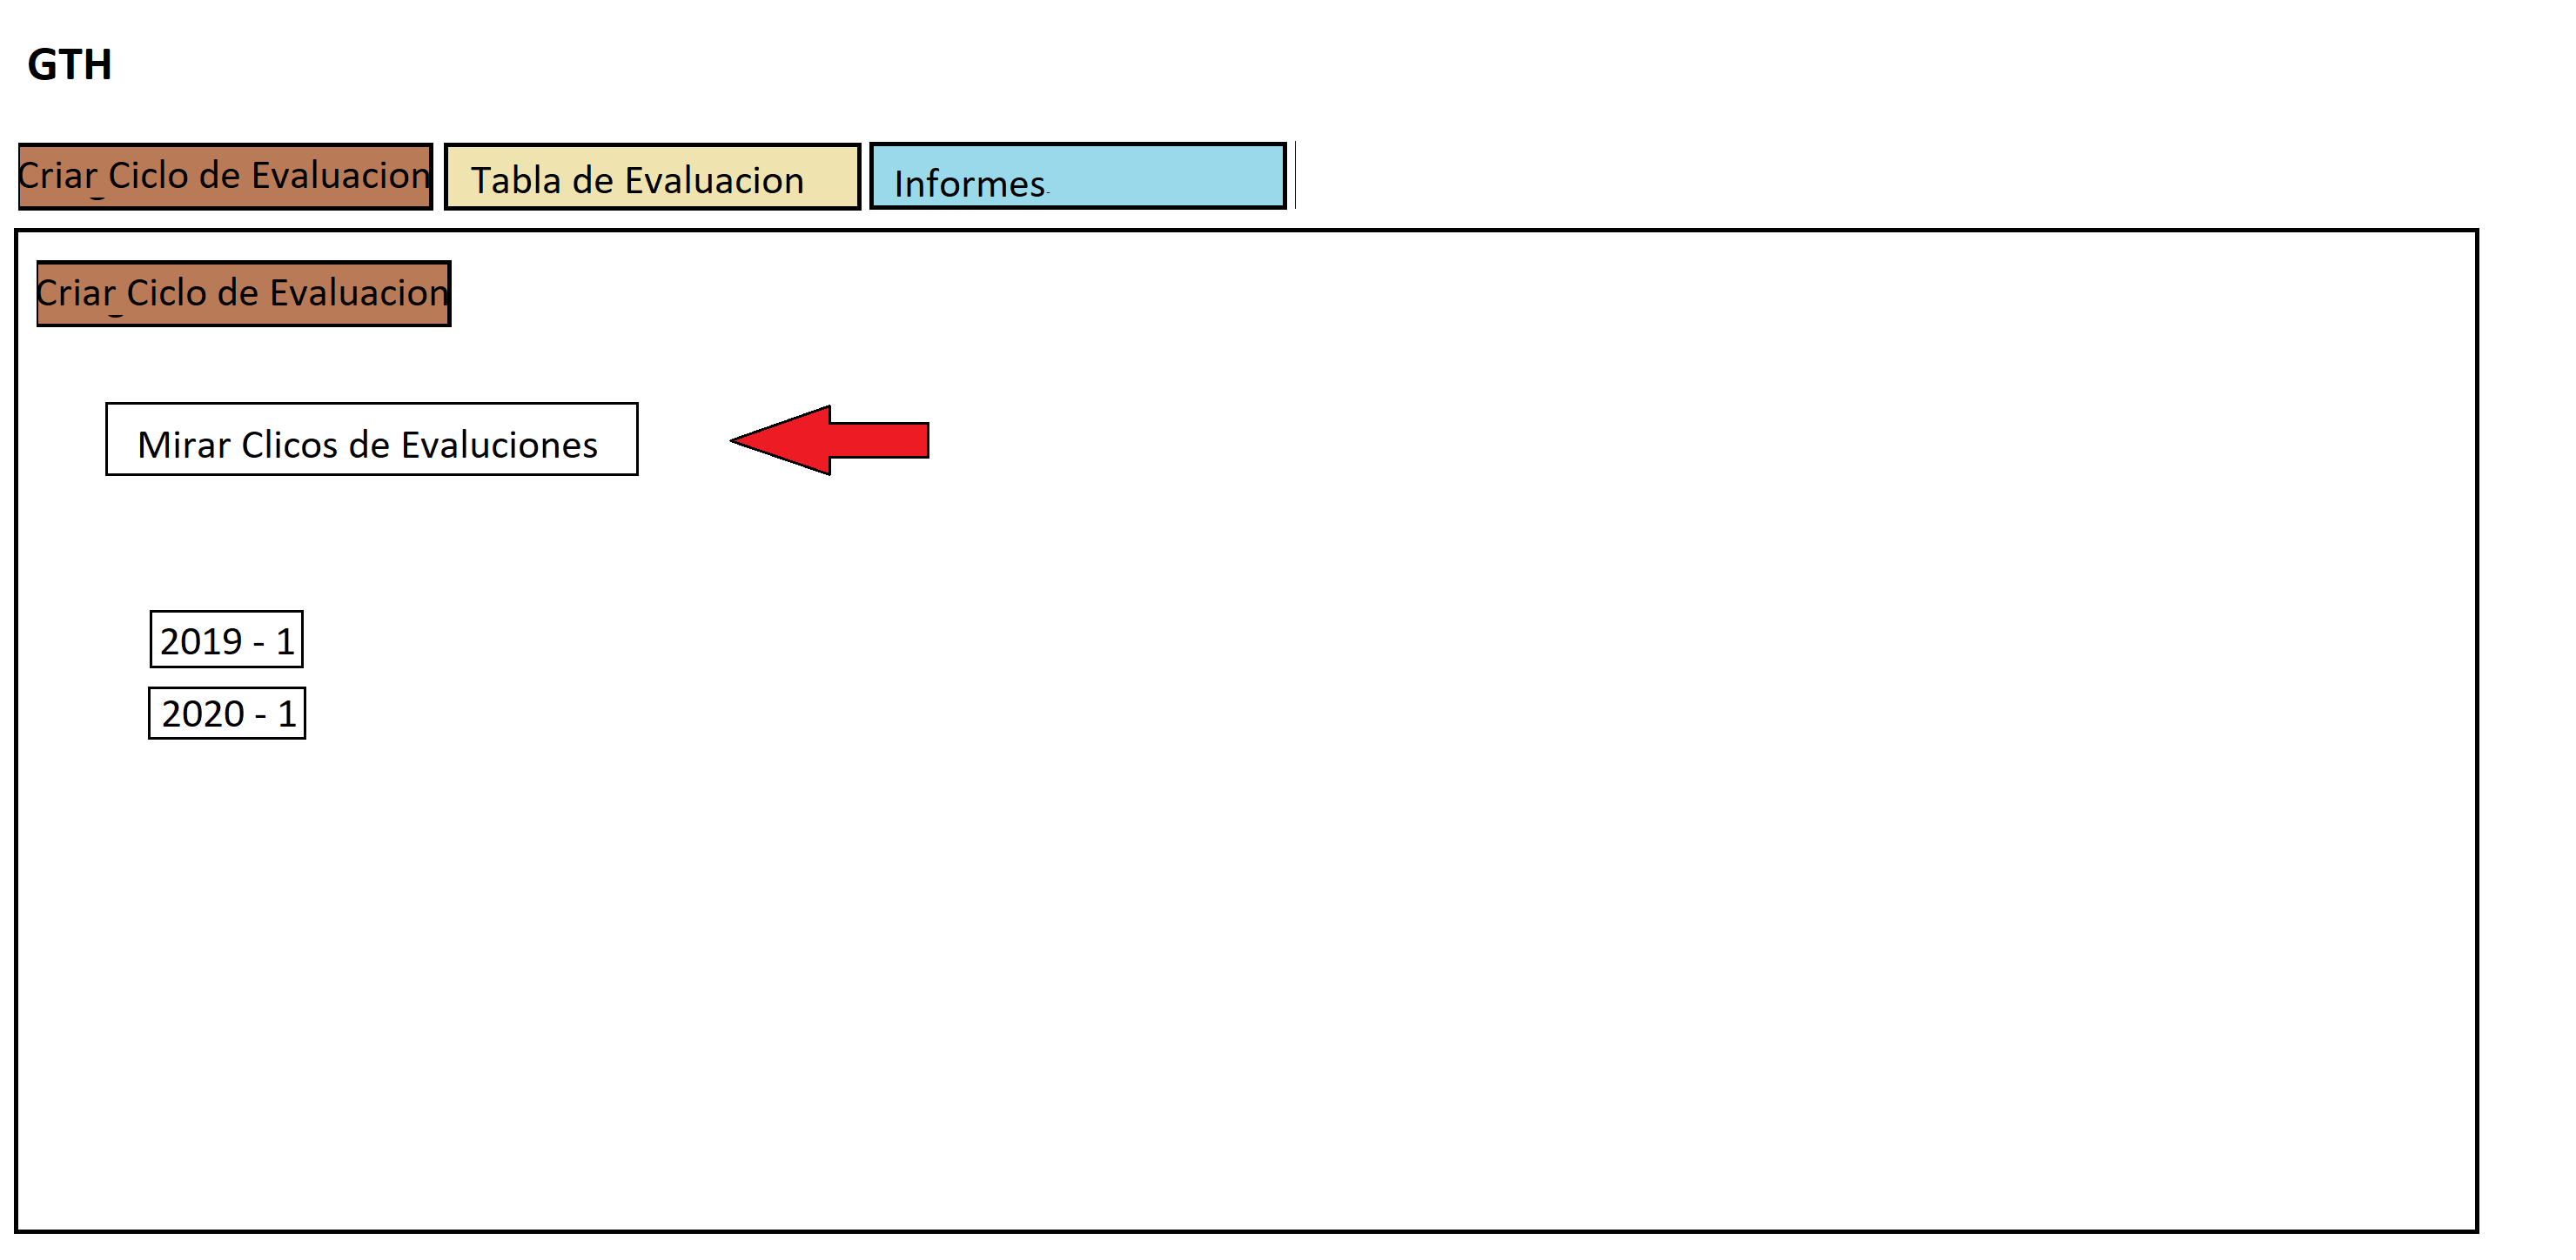 GTH
Criar Ciclo de Evaluacion
Tabla de Evaluacion
Informes
Criar Ciclo de Evaluacion
Mirar Clicos de Evaluciones
2019 - 1
2020 - 1